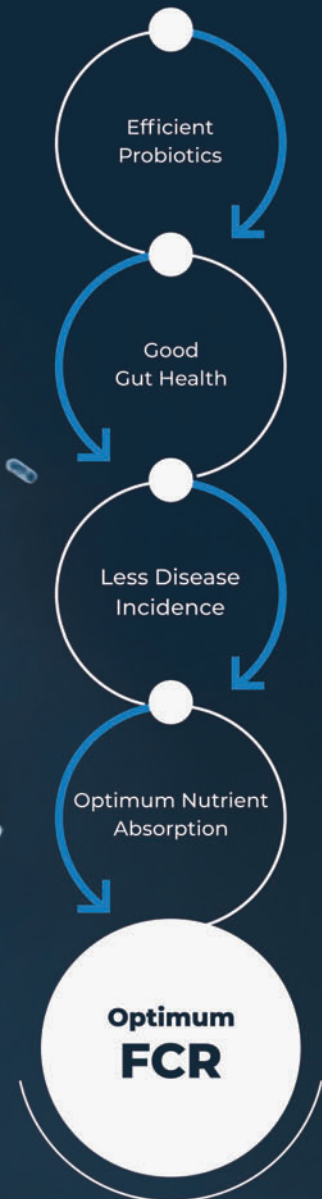 Efficient
Probiotics
Good
Gut Health
Less Disease
Incidence
Optimum Nutrient
Absorption
Optimum
FCR